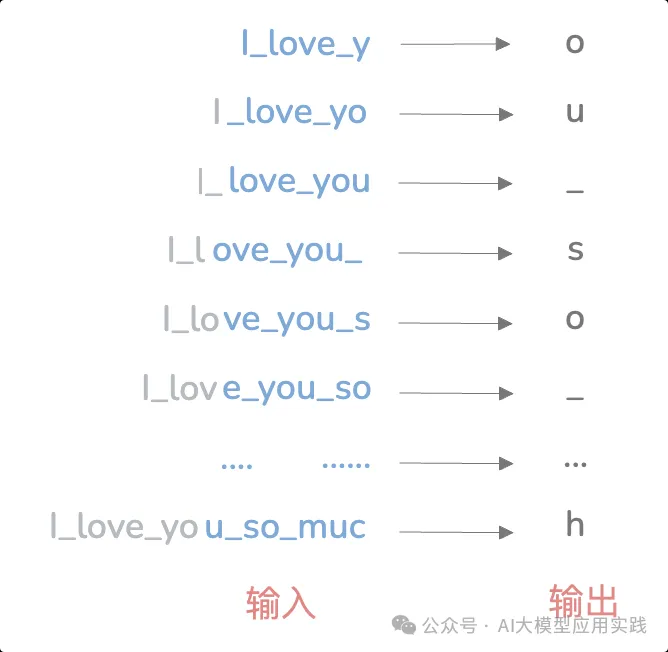 I_love_y o
I_love_yo u
I_love_you _
I_love_you_ s
I_love_you_s o
I_love_you_so _
.... ...... ...
I_love_you_so_muc h
输入 输出
公众号 · AI大模型应用实践